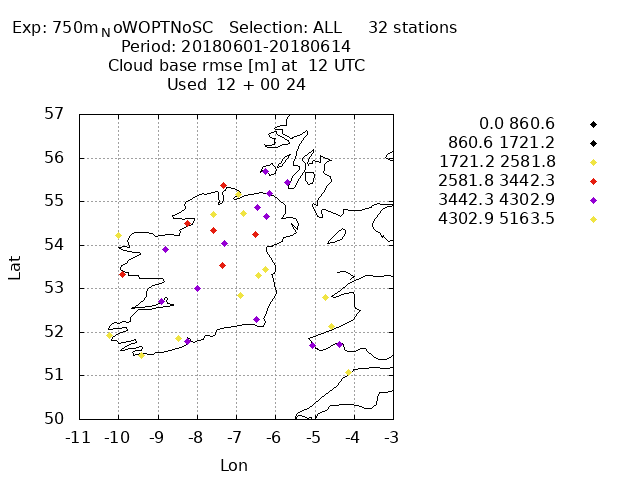 Exp: 750mNoWOPTNoSC   Selection: ALL     32 stations
Period: 20180601-20180614
Cloud base rmse [m] at  12 UTC
Used  12 + 00 24
57
56
55
54
53
52
51
50
-11 -10 -9 -8 -7 -6 -5 -4 -3
Lat
Lon
0.0 860.6
860.6 1721.2
1721.2 2581.8
2581.8 3442.3
3442.3 4302.9
4302.9 5163.5